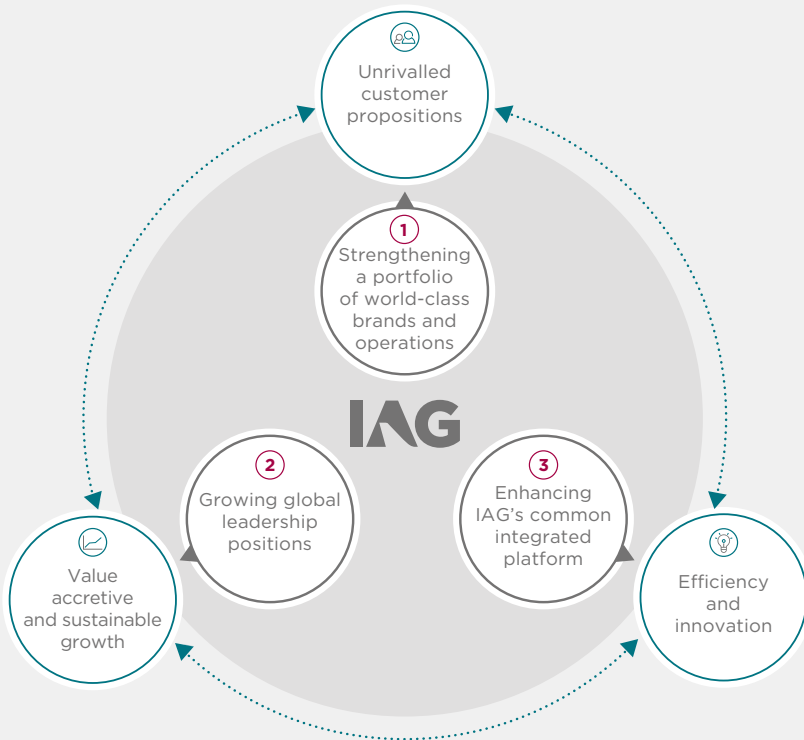 Unrivalled
customer
propositions
1
Strengthening
a portfolio
of world-class
brands and
operations
IAG
2
Growing global
leadership
positions
3
Enhancing
IAG’s common
integrated
platform
Value
accretive
and sustainable
growth
Efficiency
and
innovation